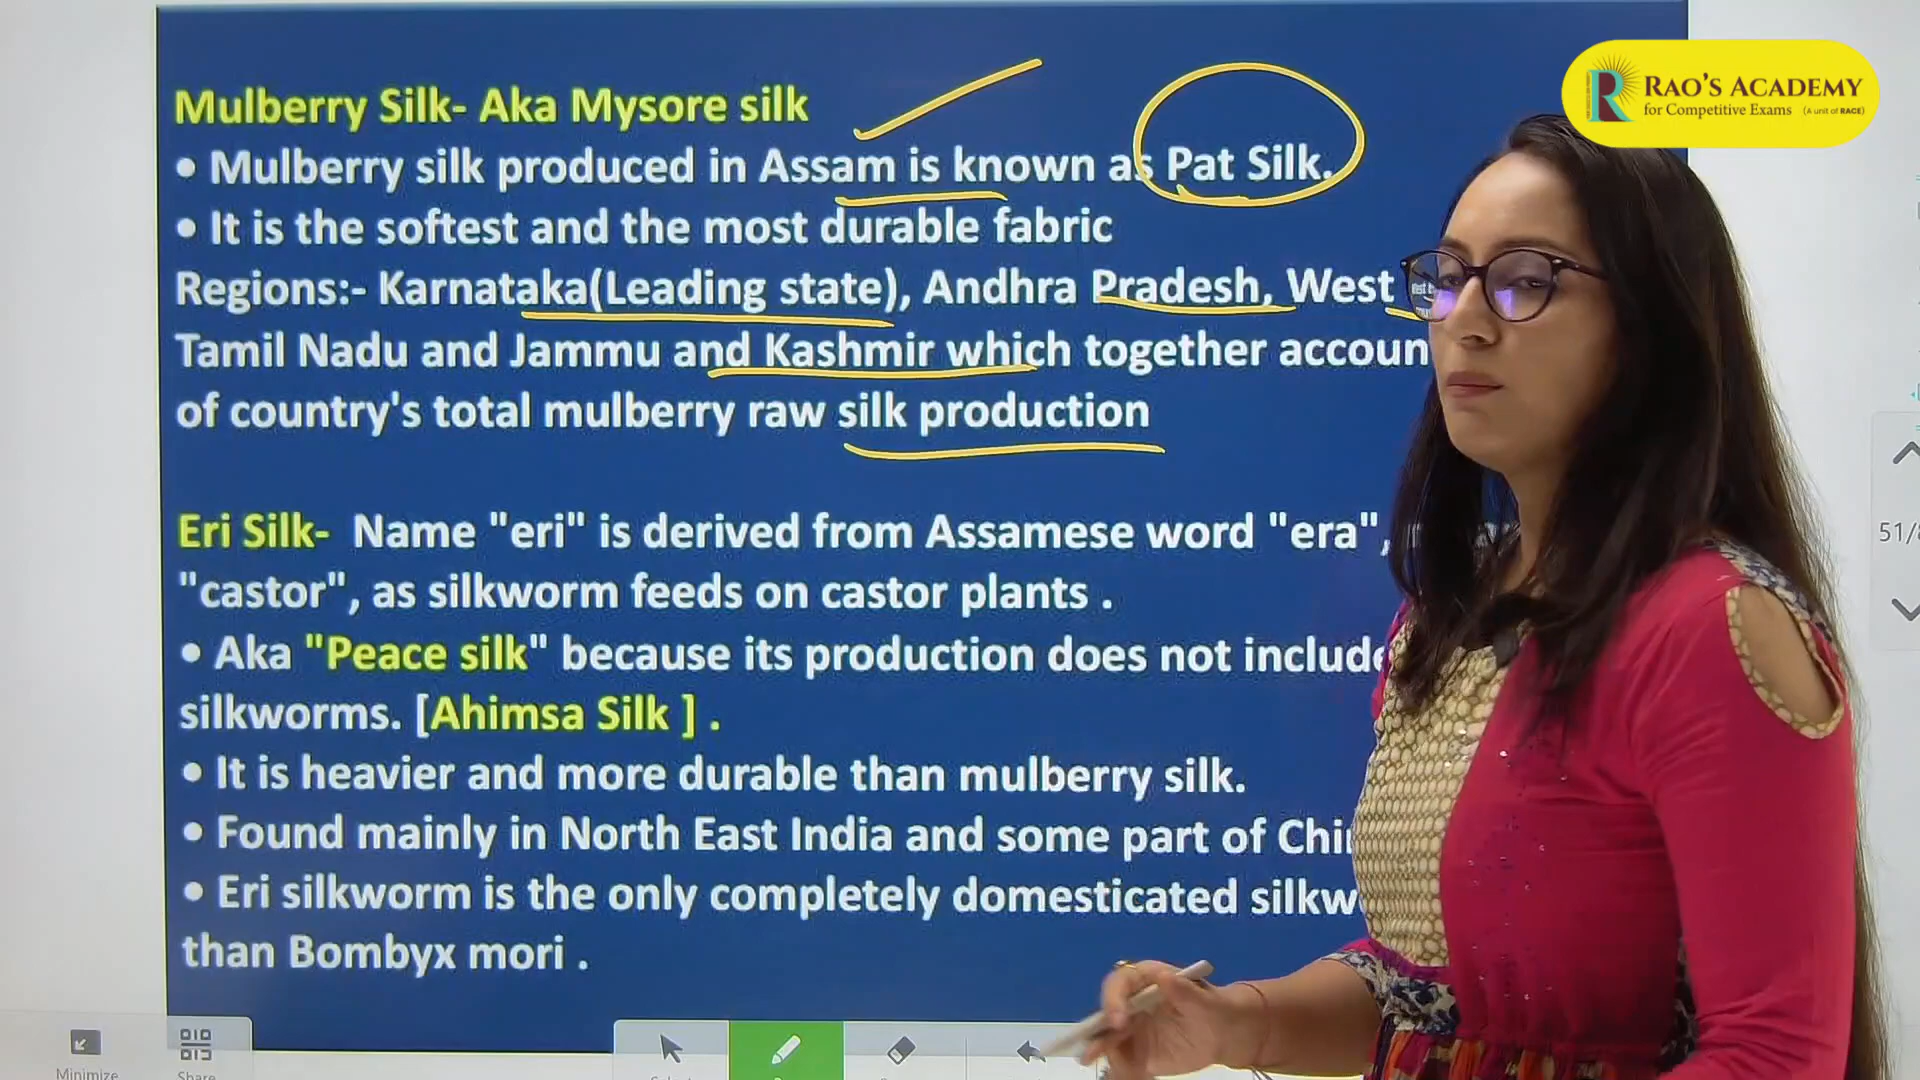 Mulberry Silk- Aka Mysore silk
• Mulberry silk produced in Assam is known as Pat Silk.
• It is the softest and the most durable fabric
Regions:- Karnataka(Leading state), Andhra Pradesh, West
Tamil Nadu and Jammu and Kashmir which together accoun
of country's total mulberry raw silk production
Eri Silk- Name "eri" is derived from Assamese word "era",
"castor", as silkworm feeds on castor plants .
• Aka "Peace silk" because its production does not include
silkworms. [Ahimsa Silk ] .
• It is heavier and more durable than mulberry silk.
• Found mainly in North East India and some part of Chi
• Eri silkworm is the only completely domesticated silkw
than Bombyx mori .
R RAO'S ACADEMY
for Competitive Exams (A unit of RACE)
51/
Minimize
Share